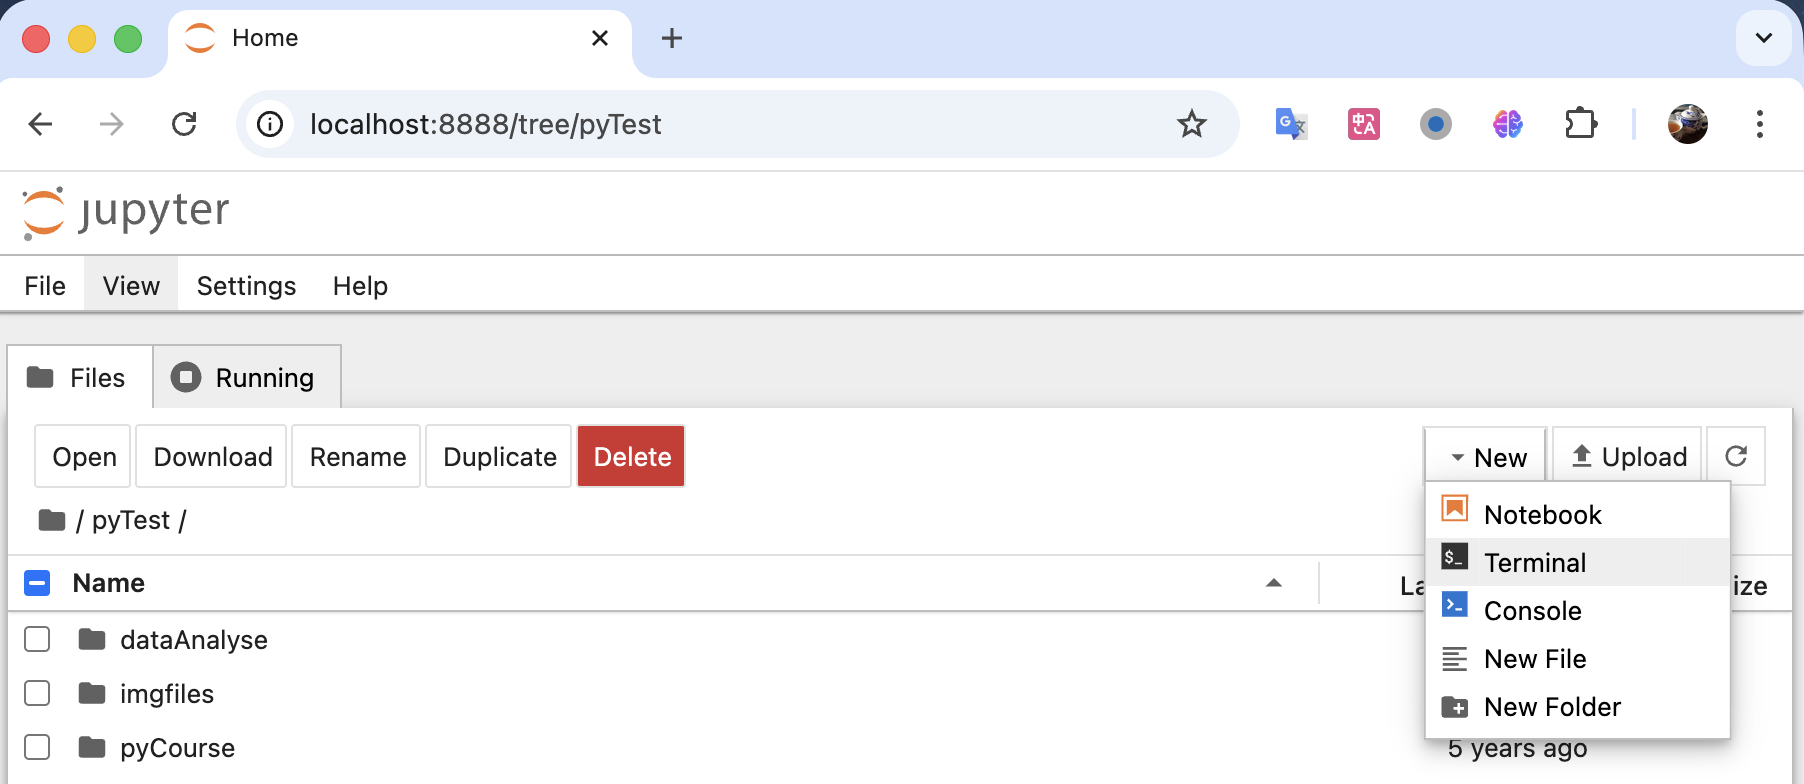 Home
localhost:8888/tree/pyTest
jupyter
File View Settings Help
Files Running
Open Download Rename Duplicate Delete New Upload
/ pyTest /
Notebook
Terminal
Console
New File
New Folder
Name
dataAnalyse
imgfiles
pyCourse 5 years ago